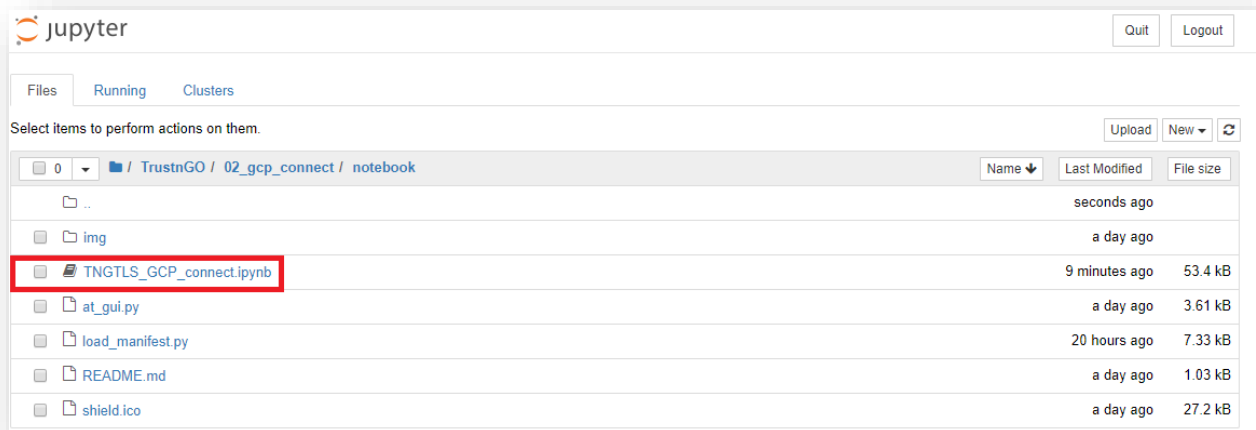 jupyter
Quit Logout
Files Running Clusters
Select items to perform actions on them.
Upload New
0 / TrustnGO / 02_gcp_connect / notebook Name Last Modified File size
.. seconds ago
img a day ago
TNGTLS_GCP_connect.ipynb 9 minutes ago 53.4 kB
at_gui.py a day ago 3.61 kB
load_manifest.py 20 hours ago 7.33 kB
README.md a day ago 1.03 kB
shield.ico a day ago 27.2 kB